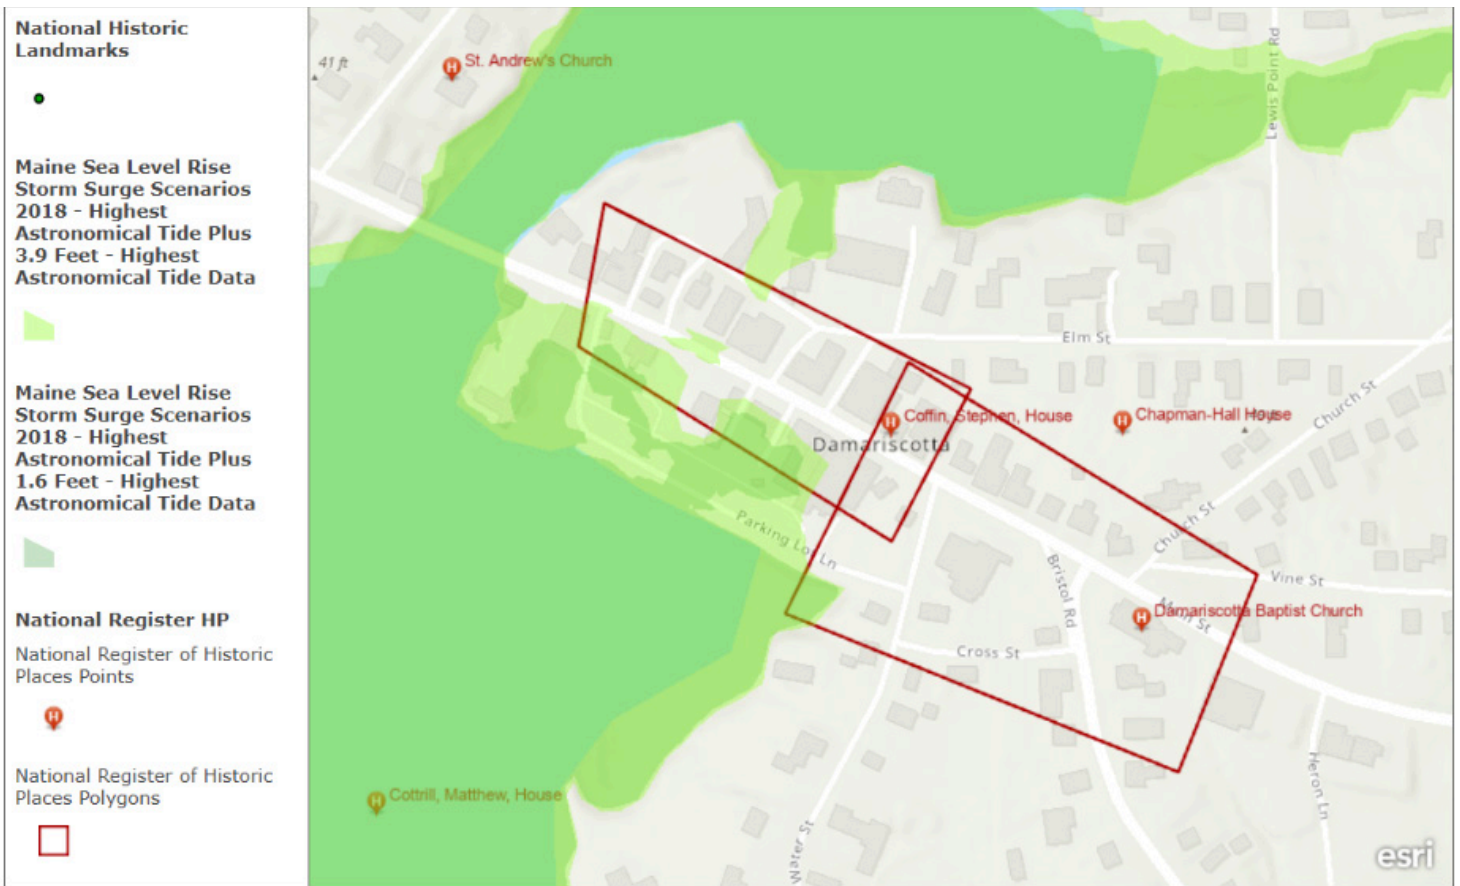 National Historic
Landmarks
Maine Sea Level Rise
Storm Surge Scenarios
2018 - Highest
Astronomical Tide Plus
3.9 Feet - Highest
Astronomical Tide Data
Maine Sea Level Rise
Storm Surge Scenarios
2018 - Highest
Astronomical Tide Plus
1.6 Feet - Highest
Astronomical Tide Data
National Register HP
National Register of Historic
Places Points
H
National Register of Historic
Places Polygons
41 ft
H St. Andrew's Church
Lewis Point Rd
Elm St
H Coffin, Stephen, House
H Chapman-Hall House
Church St
Damariscotta
Parking Lot Ln
Church St
Bristol Rd
Vine St
H Damariscotta Baptist Church
Main St
Cross St
Heron Ln
H Cottrill, Matthew, House
Water St
esri